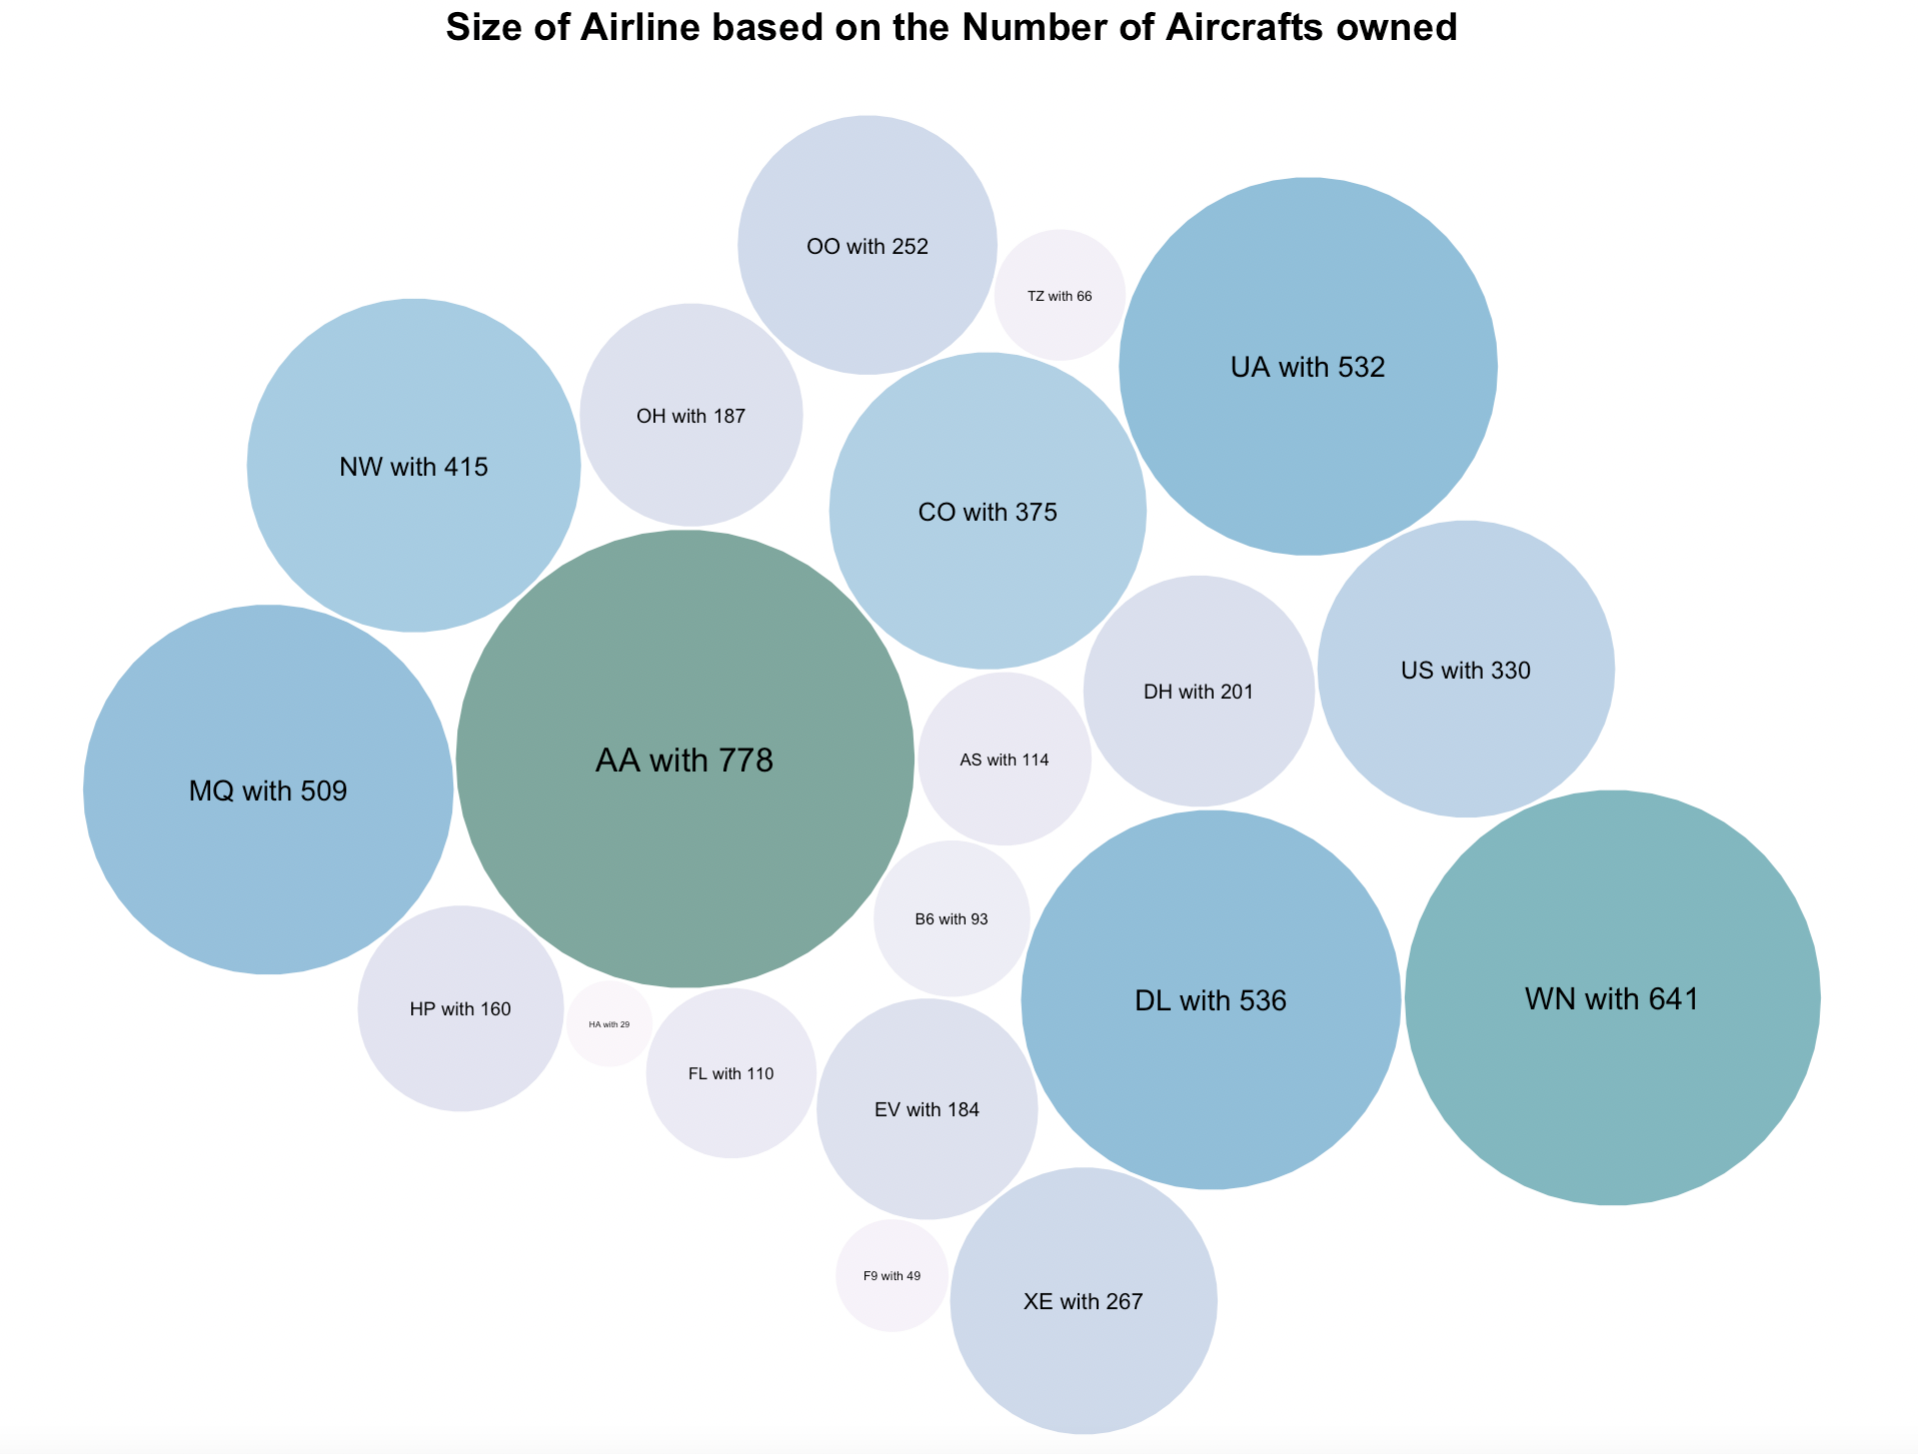 Size of Airline based on the Number of Aircrafts owned
OO with 252
TZ with 66
UA with 532
OH with 187
NW with 415
CO with 375
US with 330
DH with 201
AS with 114
AA with 778
MQ with 509
B6 with 93
WN with 641
DL with 536
HP with 160
HA with 29
FL with 110
EV with 184
F9 with 49
XE with 267